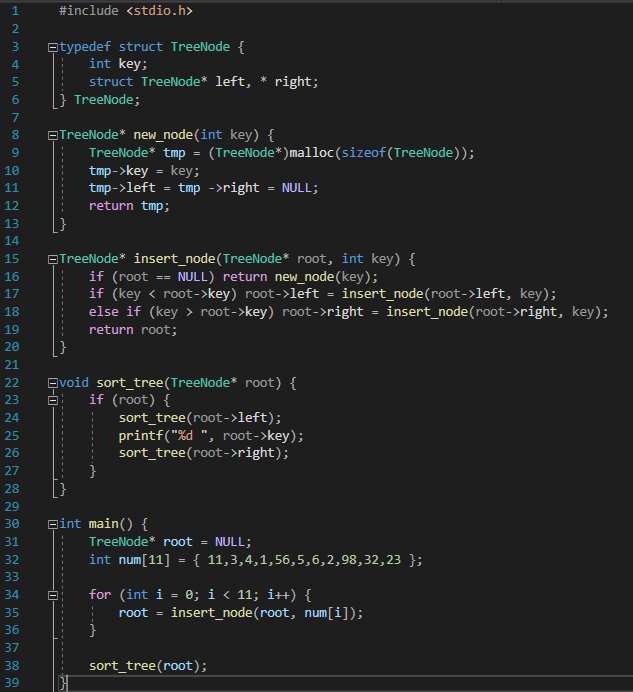 1 #include <stdio.h>
2
3 typedef struct TreeNode {
4 int key;
5 struct TreeNode* left, * right;
6 } TreeNode;
7
8 TreeNode* new_node(int key) {
9 TreeNode* tmp = (TreeNode*)malloc(sizeof(TreeNode));
10 tmp->key = key;
11 tmp->left = tmp ->right = NULL;
12 return tmp;
13 }
14
15 TreeNode* insert_node(TreeNode* root, int key) {
16 if (root == NULL) return new_node(key);
17 if (key < root->key) root->left = insert_node(root->left, key);
18 else if (key > root->key) root->right = insert_node(root->right, key);
19 return root;
20 }
21
22 void sort_tree(TreeNode* root) {
23 if (root) {
24 sort_tree(root->left);
25 printf("%d ", root->key);
26 sort_tree(root->right);
27 }
28 }
29
30 int main() {
31 TreeNode* root = NULL;
32 int num[11] = { 11,3,4,1,56,5,6,2,98,32,23 };
33
34 for (int i = 0; i < 11; i++) {
35 root = insert_node(root, num[i]);
36 }
37
38 sort_tree(root);
39 }